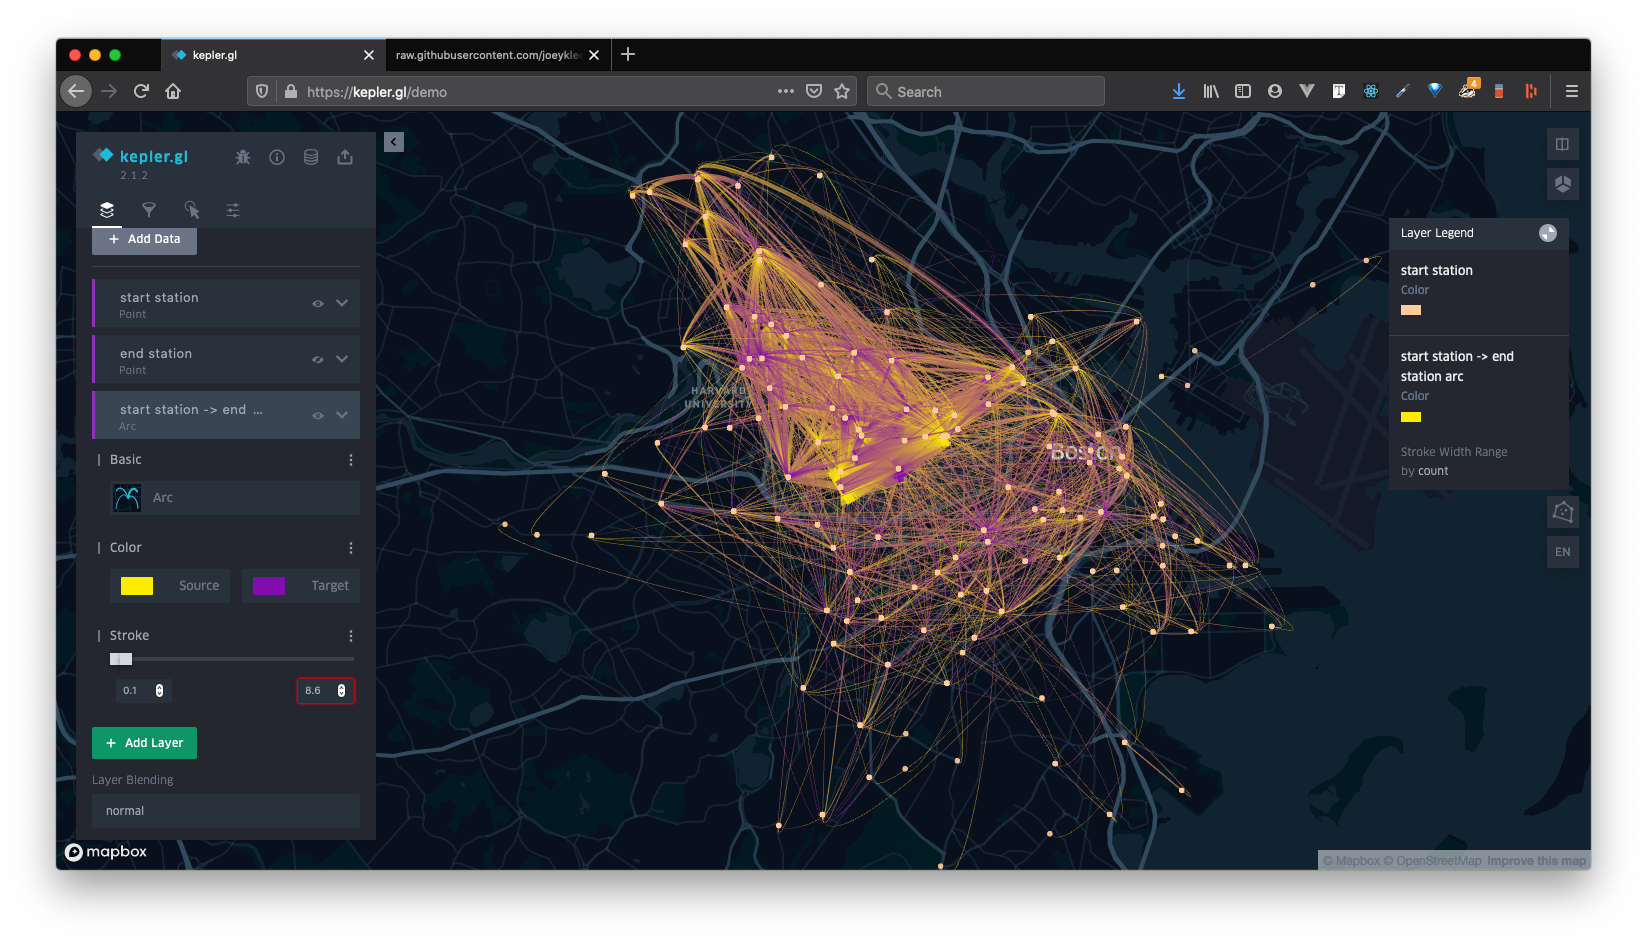 kepler.gl
raw.githubusercontent.com/joeykle
https://kepler.gl/demo
Search
4
kepler.gl
2.1.2
+ Add Data
start station
Point
end station
Point
start station -> end ...
Arc
Basic
Arc
Color
Source
Target
Stroke
0.1
8.6
+ Add Layer
Layer Blending
normal
mapbox
HARVARD
UNIVERSITY
Boston
Layer Legend
start station
Color
start station -> end
station arc
Color
Stroke Width Range
by count
EN
© Mapbox © OpenStreetMap Improve this map